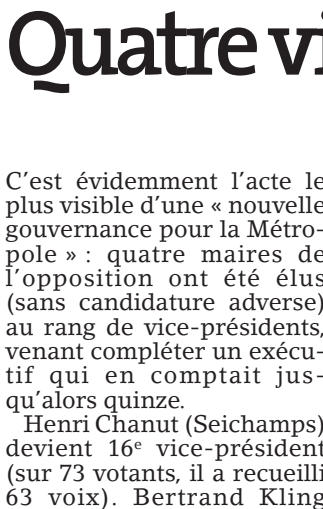 Quatre vi
C'est évidemment l'acte le
plus visible d'une « nouvelle
gouvernance pour la Métro-
pole » : quatre maires de
l'opposition ont été élus
(sans candidature adverse)
au rang de vice-présidents,
venant compléter un exécu-
tif qui en comptait jus-
qu'alors quinze.
Henri Chanut (Seichamps)
devient 16e vice-président
(sur 73 votants, il a recueilli
63 voix). Bertrand Kling